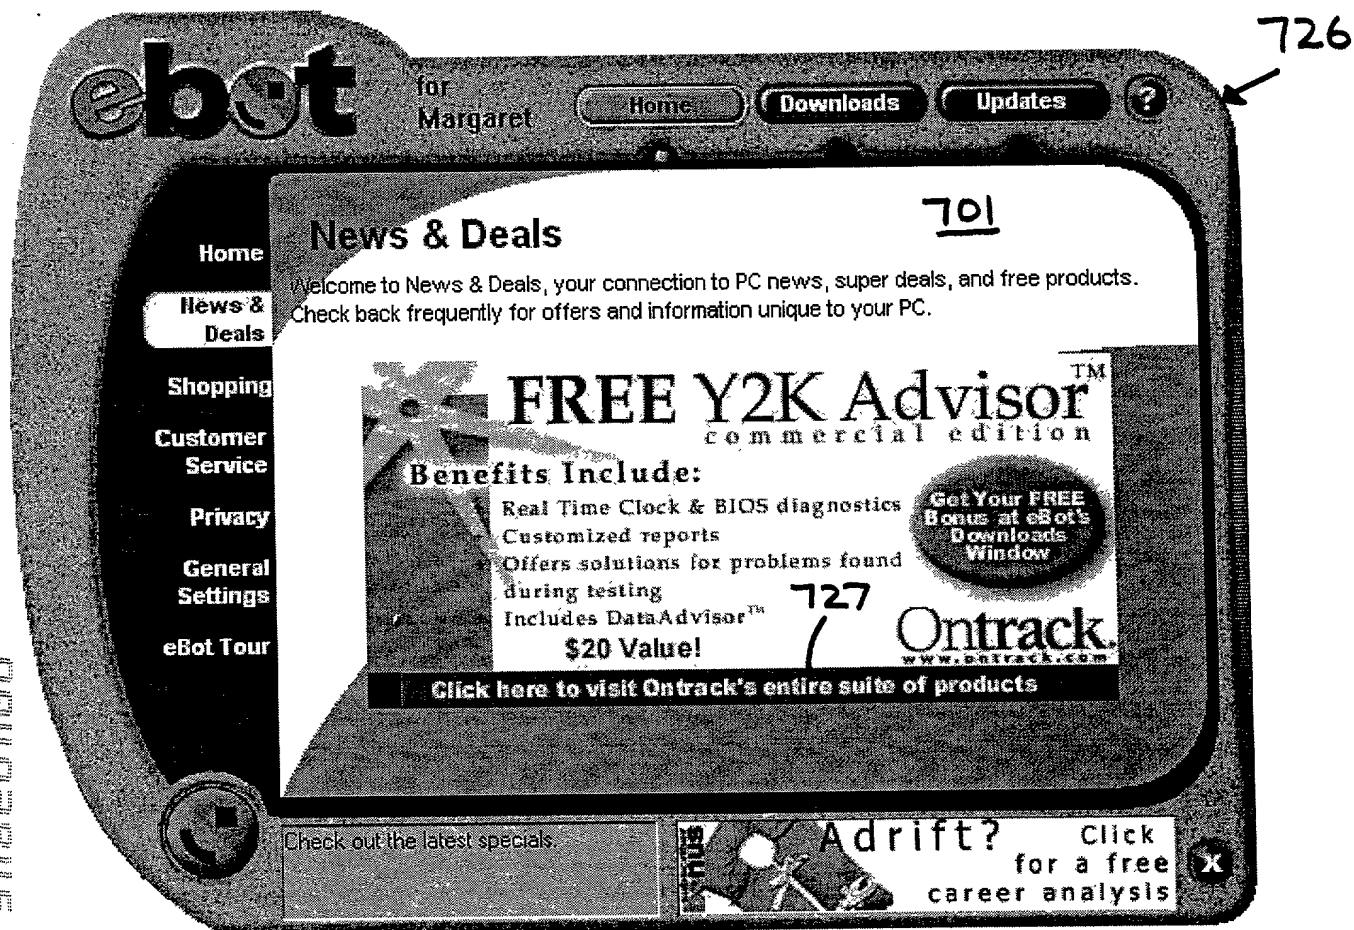 726
ebot
for
Margaret
Home
Downloads
Updates
?
701
News & Deals
Welcome to News & Deals, your connection to PC news, super deals, and free products.
Check back frequently for offers and information unique to your PC.
Home
News &
Deals
Shopping
Customer
Service
Privacy
General
Settings
eBot Tour
FREE Y2K Advisor™
commercial edition
Benefits Include:
Real Time Clock & BIOS diagnostics
Customized reports
Offers solutions for problems found
during testing
Includes DataAdvisor™
$20 Value!
Get Your FREE
Bonus at eBot's
Downloads
Window
727
Ontrack.
www.ontrack.com
Click here to visit Ontrack's entire suite of products
Check out the latest specials.
Adrift?
Click
for a free
career analysis
X